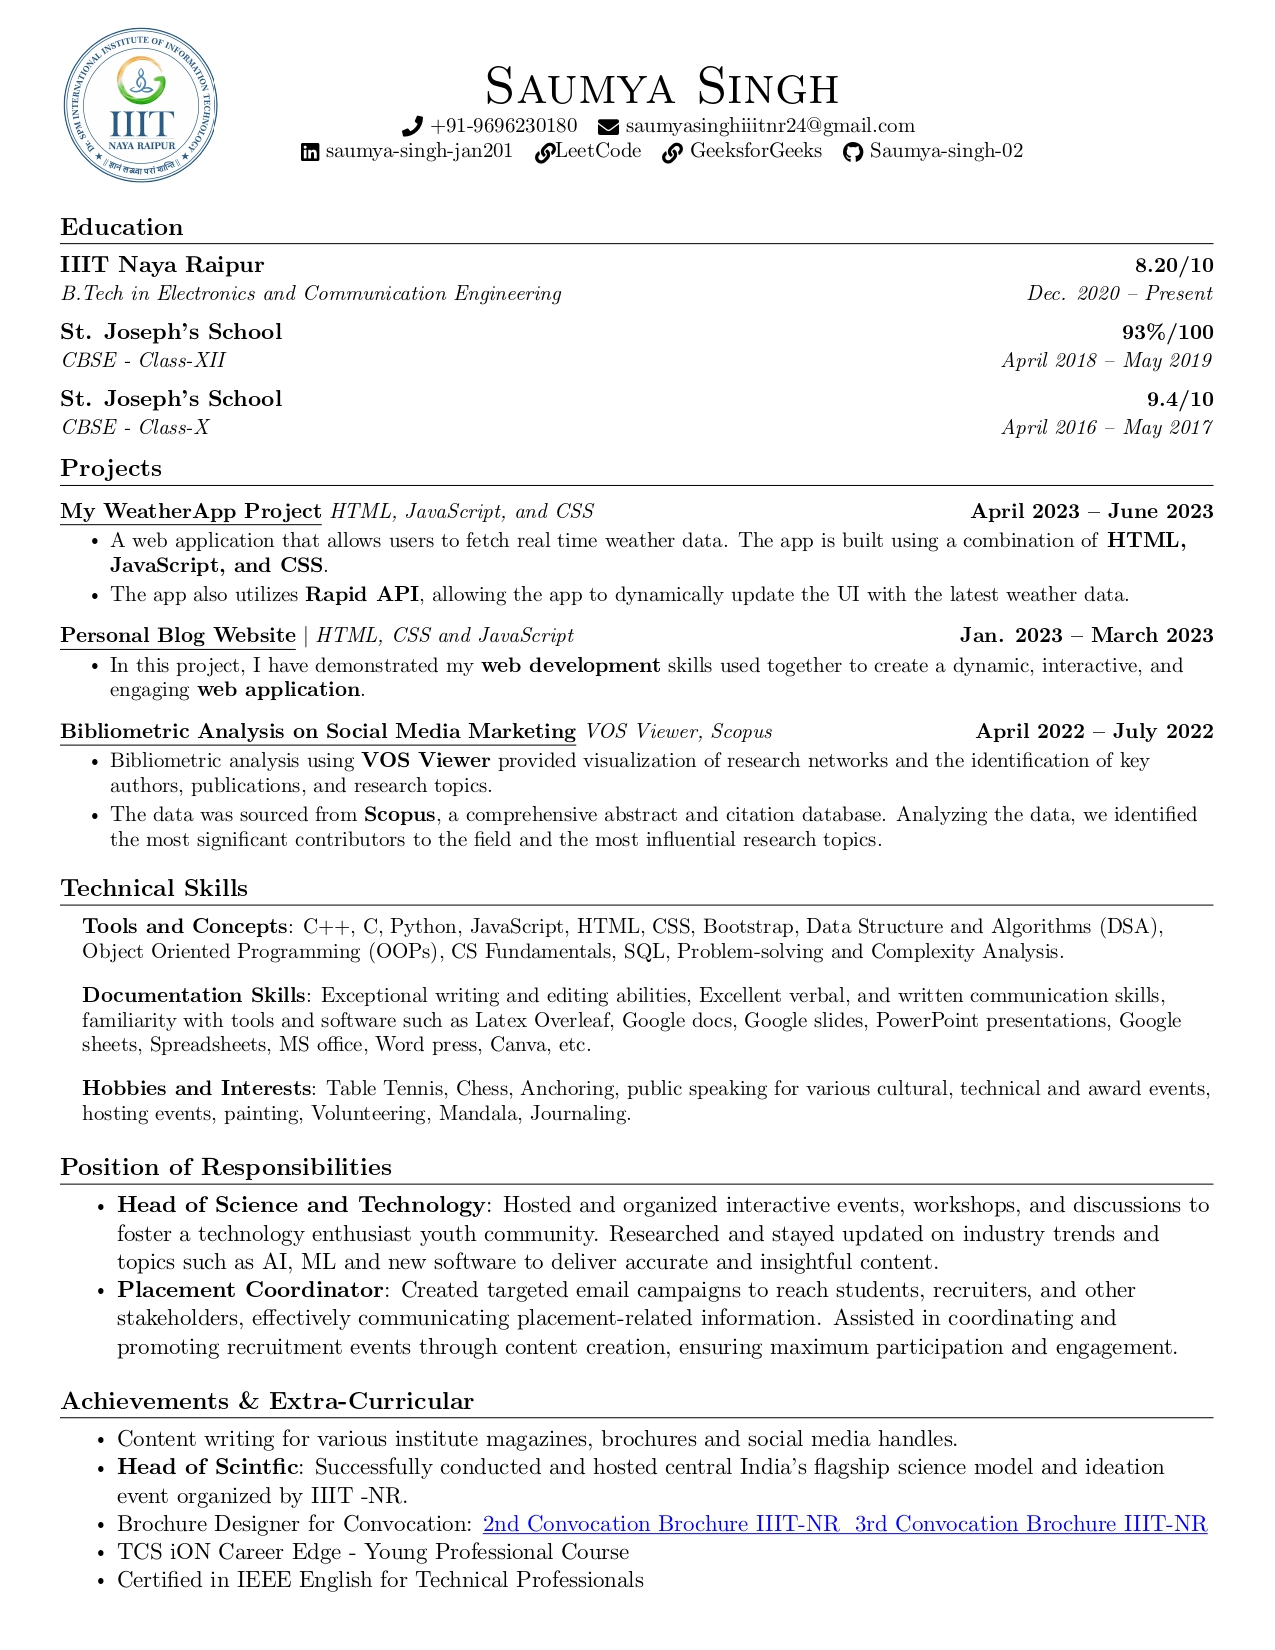 Dr. SPM INTERNATIONAL INSTITUTE OF INFORMATION TECHNOLOGY
IIIT
NAYA RAIPUR
Saumya Singh
+91-9696230180 saumyasinghiiitnr24@gmail.com
saumya-singh-jan201 LeetCode GeeksforGeeks Saumya-singh-02
Education
IIIT Naya Raipur 8.20/10
B.Tech in Electronics and Communication Engineering Dec. 2020 – Present
St. Joseph's School 93%/100
CBSE - Class-XII April 2018 – May 2019
St. Joseph's School 9.4/10
CBSE - Class-X April 2016 – May 2017
Projects
My WeatherApp Project HTML, JavaScript, and CSS April 2023 – June 2023
• A web application that allows users to fetch real time weather data. The app is built using a combination of HTML,
JavaScript, and CSS.
• The app also utilizes Rapid API, allowing the app to dynamically update the UI with the latest weather data.
Personal Blog Website | HTML, CSS and JavaScript Jan. 2023 – March 2023
• In this project, I have demonstrated my web development skills used together to create a dynamic, interactive, and
engaging web application.
Bibliometric Analysis on Social Media Marketing VOS Viewer, Scopus April 2022 – July 2022
• Bibliometric analysis using VOS Viewer provided visualization of research networks and the identification of key
authors, publications, and research topics.
• The data was sourced from Scopus, a comprehensive abstract and citation database. Analyzing the data, we identified
the most significant contributors to the field and the most influential research topics.
Technical Skills
Tools and Concepts: C++, C, Python, JavaScript, HTML, CSS, Bootstrap, Data Structure and Algorithms (DSA),
Object Oriented Programming (OOPs), CS Fundamentals, SQL, Problem-solving and Complexity Analysis.
Documentation Skills: Exceptional writing and editing abilities, Excellent verbal, and written communication skills,
familiarity with tools and software such as Latex Overleaf, Google docs, Google slides, PowerPoint presentations, Google
sheets, Spreadsheets, MS office, Word press, Canva, etc.
Hobbies and Interests: Table Tennis, Chess, Anchoring, public speaking for various cultural, technical and award events,
hosting events, painting, Volunteering, Mandala, Journaling.
Position of Responsibilities
• Head of Science and Technology: Hosted and organized interactive events, workshops, and discussions to
foster a technology enthusiast youth community. Researched and stayed updated on industry trends and
topics such as AI, ML and new software to deliver accurate and insightful content.
• Placement Coordinator: Created targeted email campaigns to reach students, recruiters, and other
stakeholders, effectively communicating placement-related information. Assisted in coordinating and
promoting recruitment events through content creation, ensuring maximum participation and engagement.
Achievements & Extra-Curricular
• Content writing for various institute magazines, brochures and social media handles.
• Head of Scintfic: Successfully conducted and hosted central India's flagship science model and ideation
event organized by IIIT -NR.
• Brochure Designer for Convocation: 2nd Convocation Brochure IIIT-NR 3rd Convocation Brochure IIIT-NR
• TCS iON Career Edge - Young Professional Course
• Certified in IEEE English for Technical Professionals